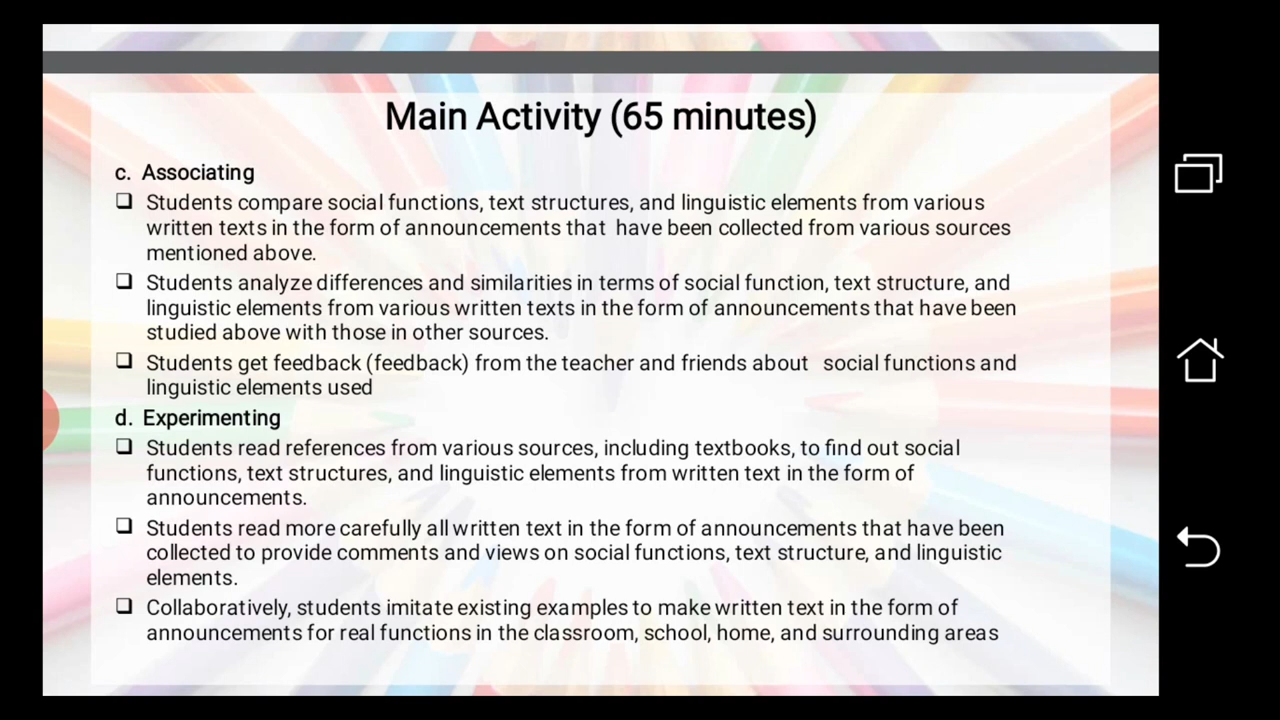 Main Activity (65 minutes)
c. Associating
Students compare social functions, text structures, and linguistic elements from various
written texts in the form of announcements that have been collected from various sources
mentioned above.
Students analyze differences and similarities in terms of social function, text structure, and
linguistic elements from various written texts in the form of announcements that have been
studied above with those in other sources.
Students get feedback (feedback) from the teacher and friends about social functions and
linguistic elements used
d. Experimenting
Students read references from various sources, including textbooks, to find out social
functions, text structures, and linguistic elements from written text in the form of
announcements.
Students read more carefully all written text in the form of announcements that have been
collected to provide comments and views on social functions, text structure, and linguistic
elements.
Collaboratively, students imitate existing examples to make written text in the form of
announcements for real functions in the classroom, school, home, and surrounding areas